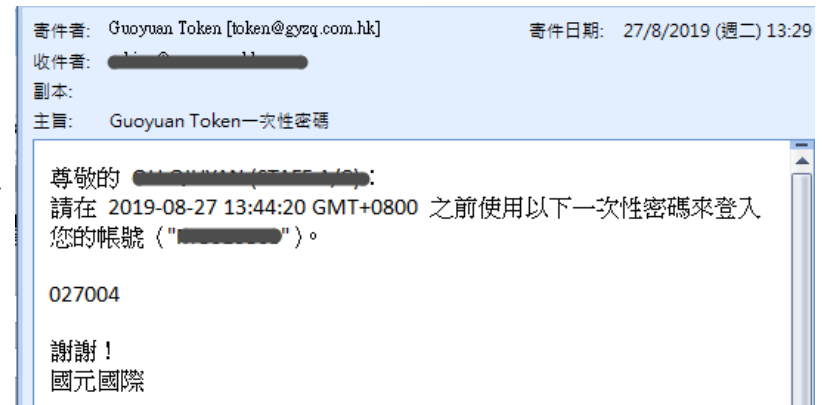 寄件者: Guoyuan Token [token@gyzq.com.hk] 寄件日期: 27/8/2019 (週二) 13:29
收件者:
副本:
主旨: Guoyuan Token一次性密碼
尊敬的 :
請在 2019-08-27 13:44:20 GMT+0800 之前使用以下一次性密碼來登入
您的帳號（" "）。
027004
謝謝！
國元國際